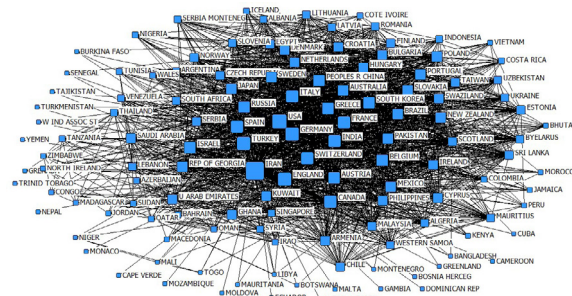 ICELAND
LITHUANIA
SERBIA MONTENEG
ALBANIA
COTE IVOIRE
LATVIA
NIGERIA
SLOVENIA
EGYPT
CROATIA
FINLAND
INDONESIA
DENMARK
BULGARIA
VIETNAM
BURKINA FASO
NORWAY
NETHERLANDS
HUNGARY
POLAND
COSTA RICA
SENEGAL
TUNISIA
WALES
ARGENTINA
CZECH REPUB
SWEDEN
PEOPLES R CHINA
PORTUGAL
TAIWAN
UZBEKISTAN
TAJIKISTAN
JAPAN
AUSTRALIA
SLOVAKIA
VENEZUELA
SOUTH AFRICA
ITALY
SOUTH KOREA
SWAZILAND
UKRAINE
TURKMENISTAN
THAILAND
RUSSIA
GREECE
BRAZIL
NEW ZEALAND
ESTONIA
W IND ASSOC ST
SERBIA
SPAIN
USA
FRANCE
BHUTA
TANZANIA
SAUDI ARABIA
GERMANY
PAKISTAN
SCOTLAND
BYELARUS
YEMEN
ISRAEL
TURKEY
INDIA
SRI LANKA
ZIMBABWE
LEBANON
REP OF GEORGIA
IRAN
SWITZERLAND
BELGIUM
IRELAND
MOROC
NORTH IRELAND
AZERBAIJAN
ENGLAND
AUSTRIA
COLOMBIA
TRINID TOBAGO
CONGO
MEXICO
JAMAICA
MADAGASCAR
SUDAN
U ARAB EMIRATES
KUWAIT
CANADA
PHILIPPINES
CYPRUS
PERU
NEPAL
JORDAN
QATAR
BAHRAIN
GHANA
SINGAPORE
MALAYSIA
ALGERIA
MAURITIUS
CUBA
NIGER
OMAN
SYRIA
ARMENIA
KENYA
MONACO
MACEDONIA
IRAQ
WESTERN SAMOA
MALI
BANGLADESH
CAPE VERDE
TOGO
LIBYA
CHILE
MONTENEGRO
GREENLAND
CAMEROON
MOZAMBIQUE
MAURITANIA
BOTSWANA
BOSNIA HERCEG
MOLDOVA
MALTA
GAMBIA
DOMINICAN REP